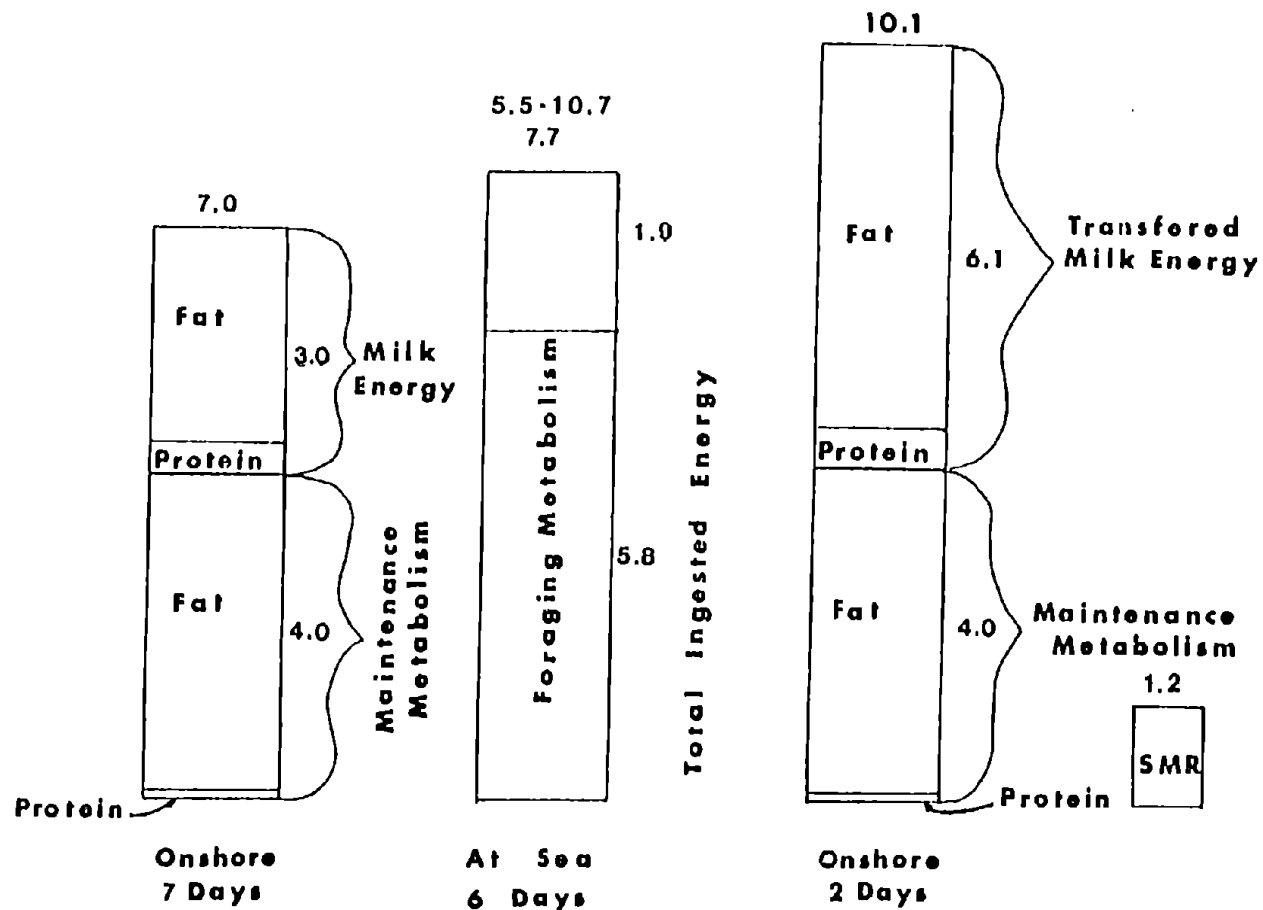 7.0
Fat
3.0
Milk
Energy
Protein
Fat
4.0
Maintenance
Metabolism
Protein
Onshore
7 Days
5.5-10.7
7.7
1.9
Foraging Metabolism
5.8
At Sea
6 Days
Total Ingested Energy
10.1
Fat
6.1
Transfered
Milk Energy
Protein
Fat
4.0
Maintenance
Metabolism
Protein
Onshore
2 Days
1.2
SMR